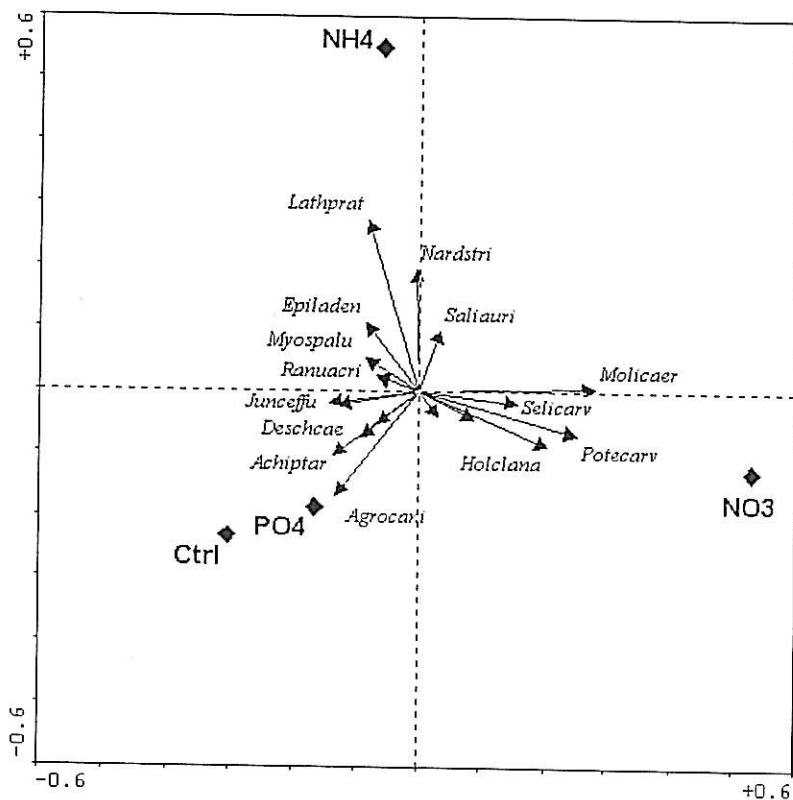 +0.6
NH4
Lathprat
Nardstri
Epiladen
Saliauri
Myospalu
Ranuacri
Molicaer
Junceffu
Selicarv
Deschcae
Achiptar
Holclana
Potecarv
Agrocani
NO3
PO4
Ctrl
-0.6
-0.6
+0.6